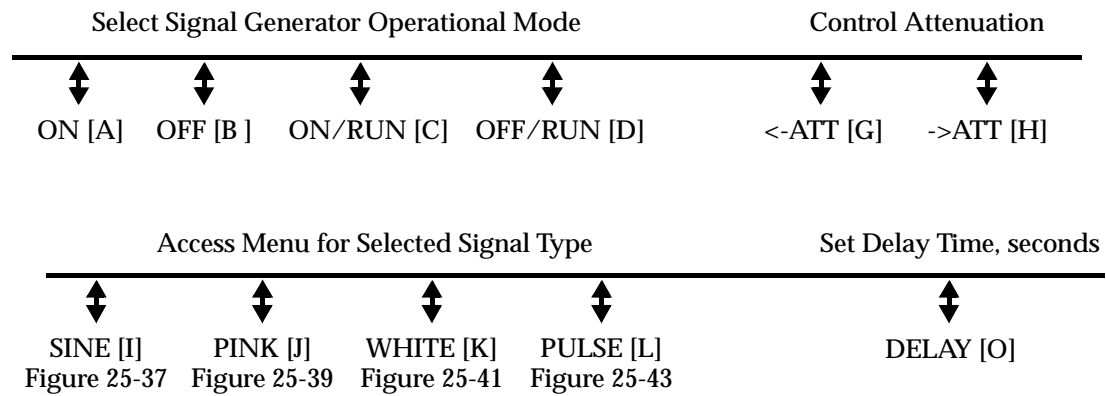 Select Signal Generator Operational Mode Control Attenuation
ON [A] OFF [B ] ON/RUN [C] OFF/RUN [D] <-ATT [G] ->ATT [H]
Access Menu for Selected Signal Type Set Delay Time, seconds
SINE [I] PINK [J] WHITE [K] PULSE [L] DELAY [O]
Figure 25-37 Figure 25-39 Figure 25-41 Figure 25-43